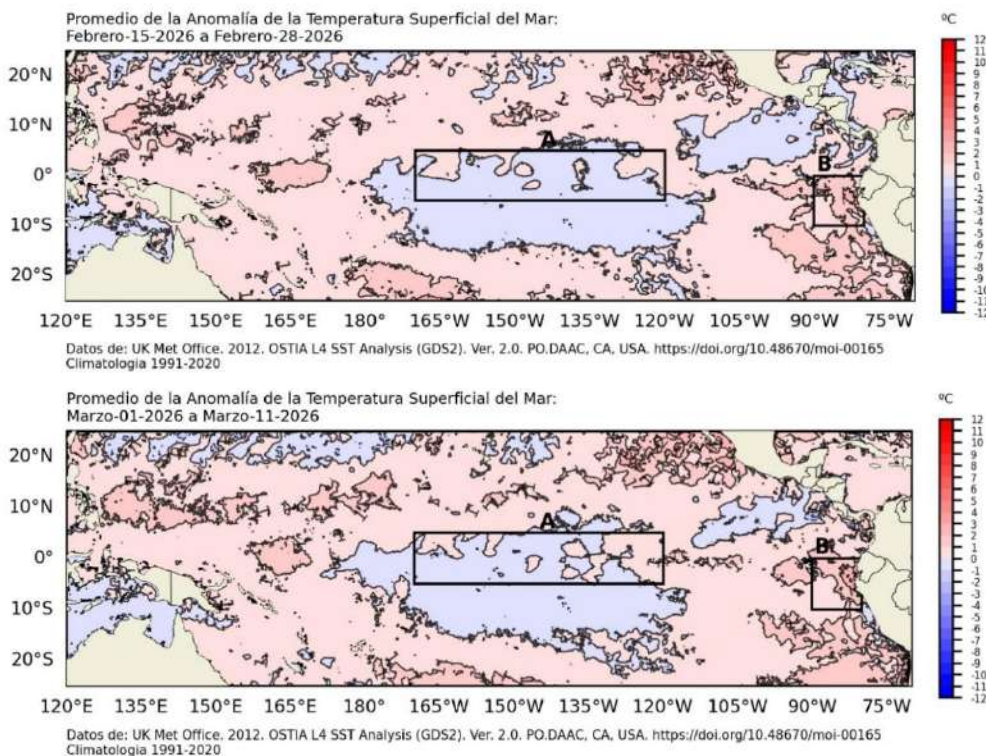 Promedio de la Anomalía de la Temperatura Superficial del Mar:
Febrero-15-2026 a Febrero-28-2026
ºC
20°N
10°N
0°
10°S
20°S
A
B
12
11
10
9
8
7
6
5
4
3
2
1
0
-1
-2
-3
-4
-5
-6
-7
-8
-9
-10
-11
-12
120°E 135°E 150°E 165°E 180° 165°W 150°W 135°W 120°W 105°W 90°W 75°W
Datos de: UK Met Office. 2012. OSTIA L4 SST Analysis (GDS2). Ver. 2.0. PO.DAAC, CA, USA. https://doi.org/10.48670/moi-00165
Climatologia 1991-2020
Promedio de la Anomalía de la Temperatura Superficial del Mar:
Marzo-01-2026 a Marzo-11-2026
ºC
20°N
10°N
0°
10°S
20°S
A
B
12
11
10
9
8
7
6
5
4
3
2
1
0
-1
-2
-3
-4
-5
-6
-7
-8
-9
-10
-11
-12
120°E 135°E 150°E 165°E 180° 165°W 150°W 135°W 120°W 105°W 90°W 75°W
Datos de: UK Met Office. 2012. OSTIA L4 SST Analysis (GDS2). Ver. 2.0. PO.DAAC, CA, USA. https://doi.org/10.48670/moi-00165
Climatologia 1991-2020